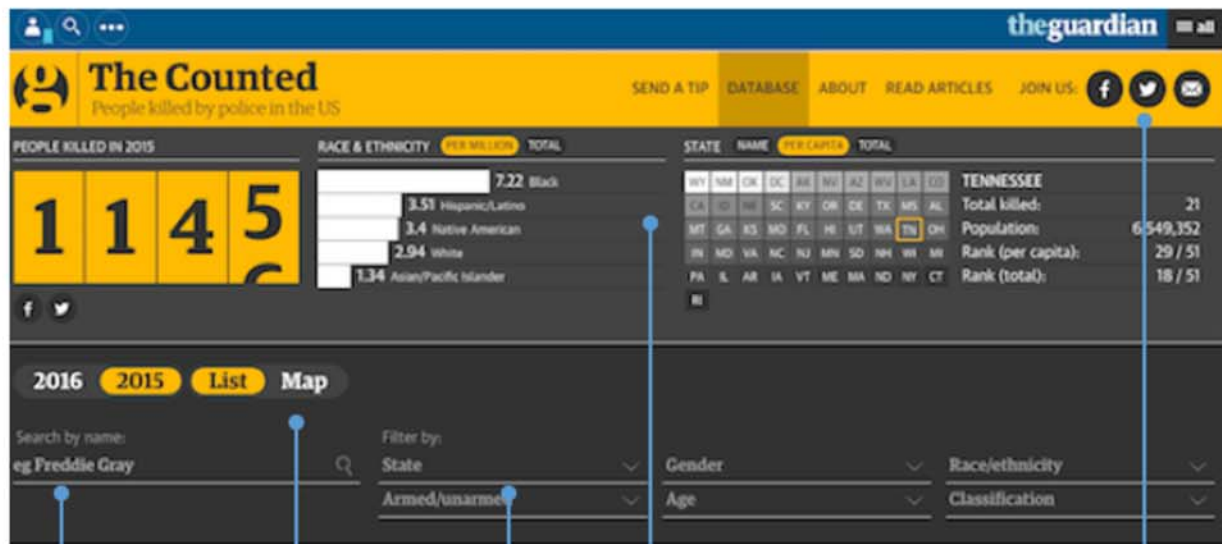 theguardian all
The Counted
People killed by police in the US
SEND A TIP DATABASE ABOUT READ ARTICLES JOIN US:
PEOPLE KILLED IN 2015
1 1 4 5
RACE & ETHNICITY PER MILLION TOTAL
7.22 Black
3.51 Hispanic/Latino
3.4 Native American
2.94 White
1.34 Asian/Pacific Islander
STATE NAME PER CAPITA TOTAL
WY NM OK DC AK NV AZ WV LA CO
CA ID NE SC KY OR DE TX MS AL
MT GA KS MO FL HI UT WA TN OH
IN MD VA NC NJ MN SD NH WI MI
PA IL AR IA VT ME MA ND NY CT
RI
TENNESSEE
Total killed: 21
Population: 6,549,352
Rank (per capita): 29 / 51
Rank (total): 18 / 51
2016 2015 List Map
Search by name:
eg Freddie Gray
Filter by:
State Gender Race/ethnicity
Armed/unarmed Age Classification